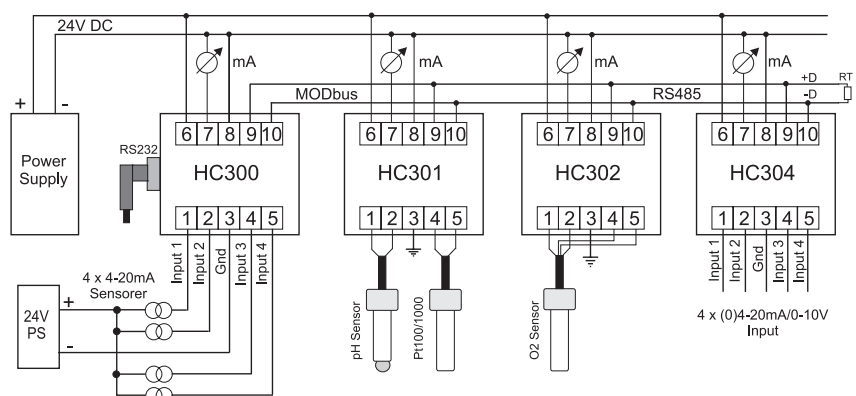 24V DC
mA
mA
mA
mA
+D
RT
MODbus
RS485
-D
+
-
6 7 8 9 10
6 7 8 9 10
6 7 8 9 10
6 7 8 9 10
RS232
Power
Supply
HC300
HC301
HC302
HC304
1 2 3 4 5
1 2 3 4 5
1 2 3 4 5
1 2 3 4 5
Input 1
Input 2
Gnd
Input 3
Input 4
Input 1
Input 2
Gnd
Input 3
Input 4
4 x 4-20mA
Sensorer
+
24V
PS
-
pH Sensor
Pt100/1000
O2 Sensor
4 x (0)4-20mA/0-10V
Input